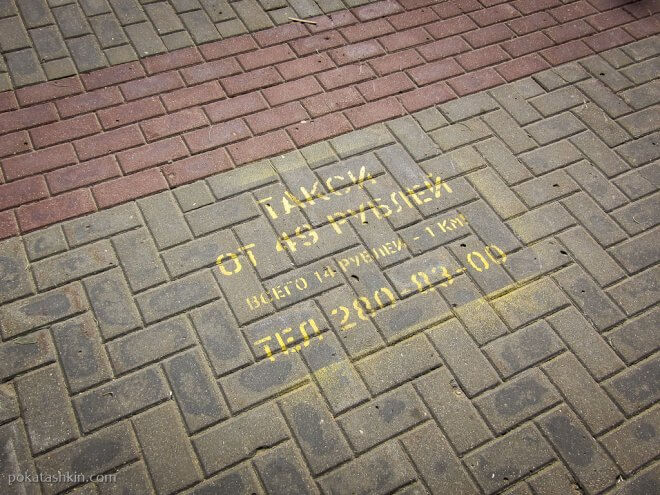 ТАКСИ
ОТ 49 РУБЛЕЙ
ВСЕГО 14 РУБЛЕЙ - 1 КМ!
ТЕЛ 280-83-00
pokatashkin.com